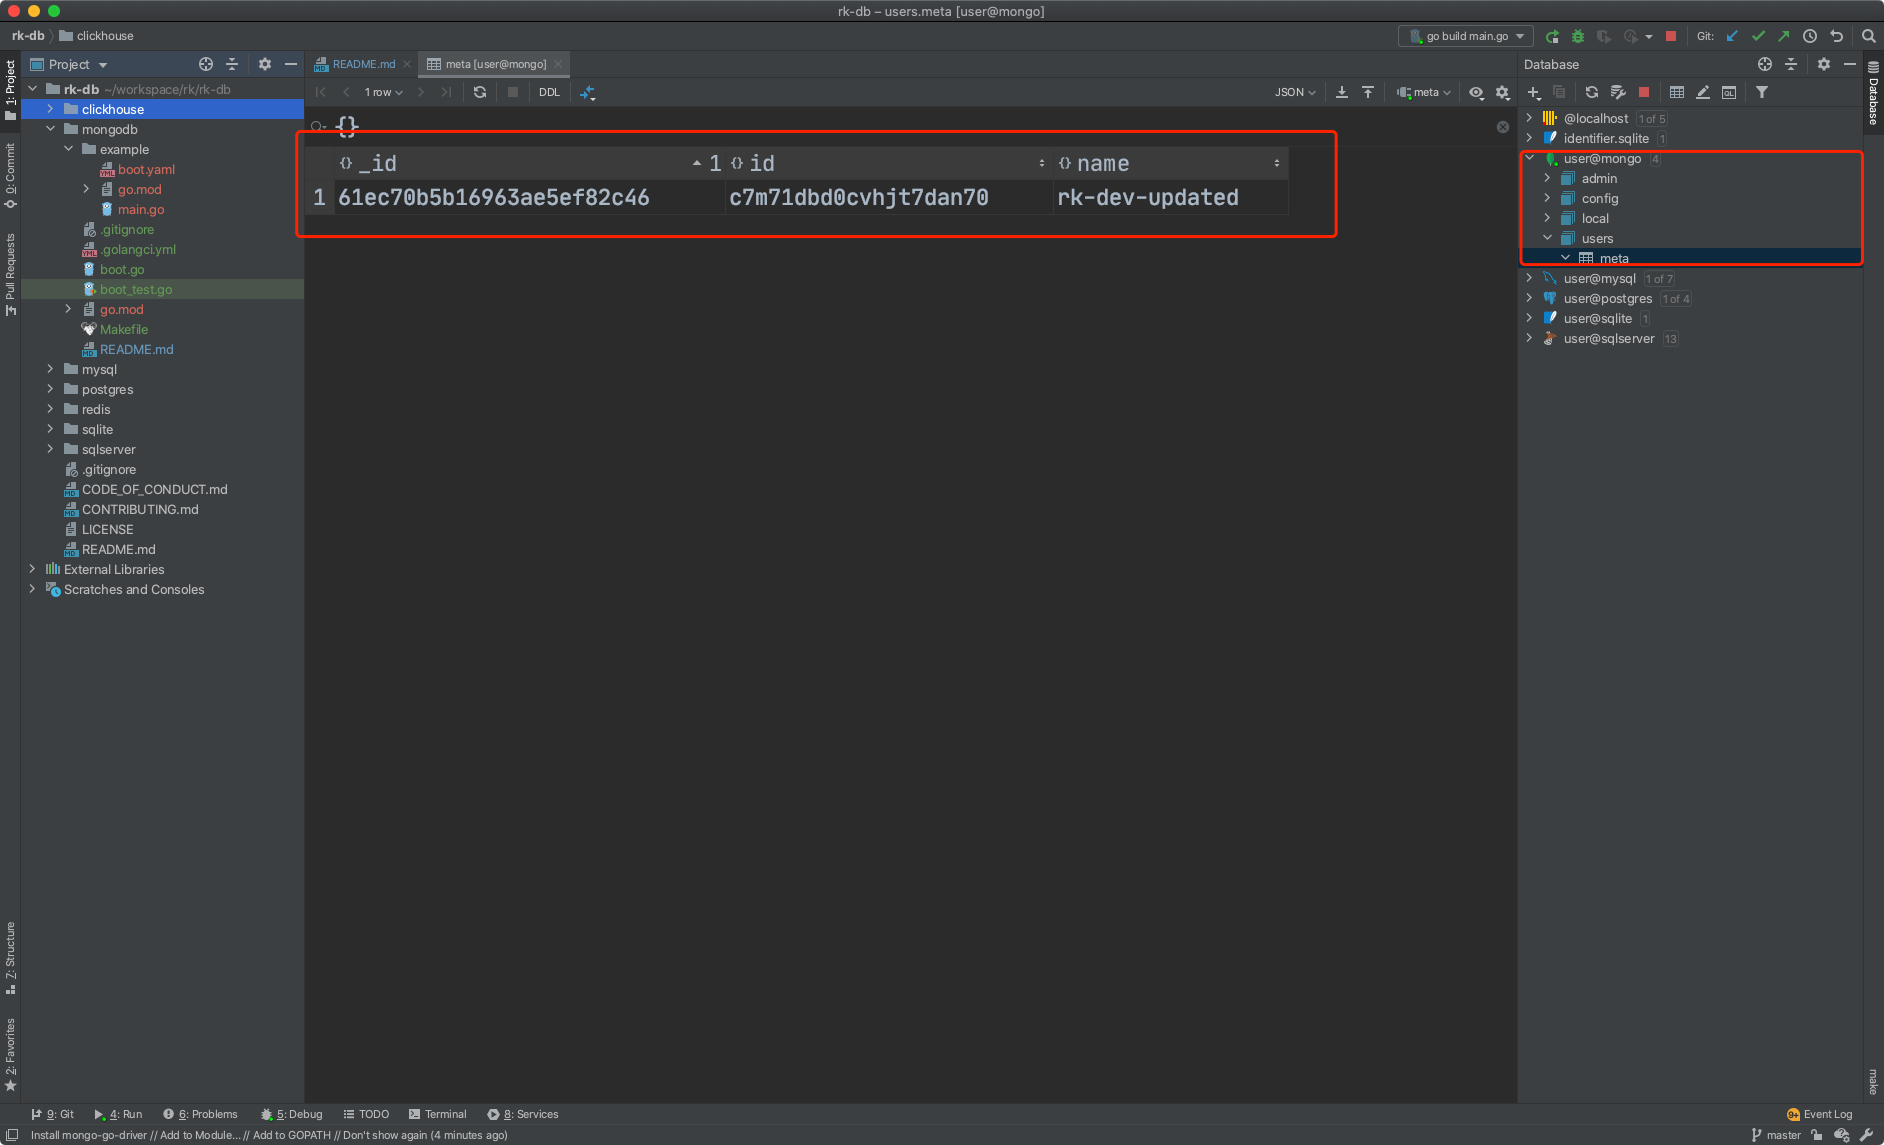 rk-db – users.meta [user@mongo]
rk-db clickhouse
go build main.go
Git:
1: Project
0: Commit
Pull Requests
7: Structure
2: Favorites
Project
rk-db ~/workspace/rk/rk-db
clickhouse
mongodb
example
boot.yaml
go.mod
main.go
.gitignore
.golangci.yml
boot.go
boot_test.go
go.mod
Makefile
README.md
mysql
postgres
redis
sqlite
sqlserver
.gitignore
CODE_OF_CONDUCT.md
CONTRIBUTING.md
LICENSE
README.md
External Libraries
Scratches and Consoles
README.md
meta [user@mongo]
1 row
DDL
JSON
meta
{}
_id 1 id name
1 61ec70b5b16963ae5ef82c46 c7m71dbd0cvhjt7dan70 rk-dev-updated
Database
@localhost 1 of 5
identifier.sqlite 1
user@mongo 4
admin
config
local
users
meta
user@mysql 1 of 7
user@postgres 1 of 4
user@sqlite 1
user@sqlserver 13
Database
make
9: Git
4: Run
6: Problems
5: Debug
TODO
Terminal
8: Services
9+ Event Log
Install mongo-go-driver // Add to Module... // Add to GOPATH // Don't show again (4 minutes ago)
master